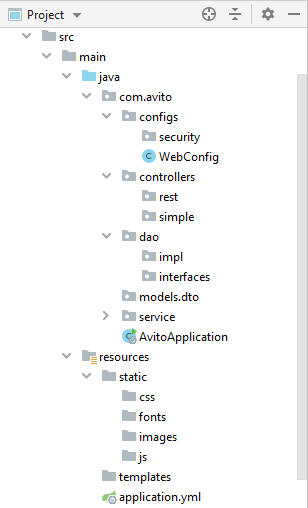 Project
src
main
java
com.avito
configs
security
WebConfig
controllers
rest
simple
dao
impl
interfaces
models.dto
service
AvitoApplication
resources
static
css
fonts
images
js
templates
application.yml